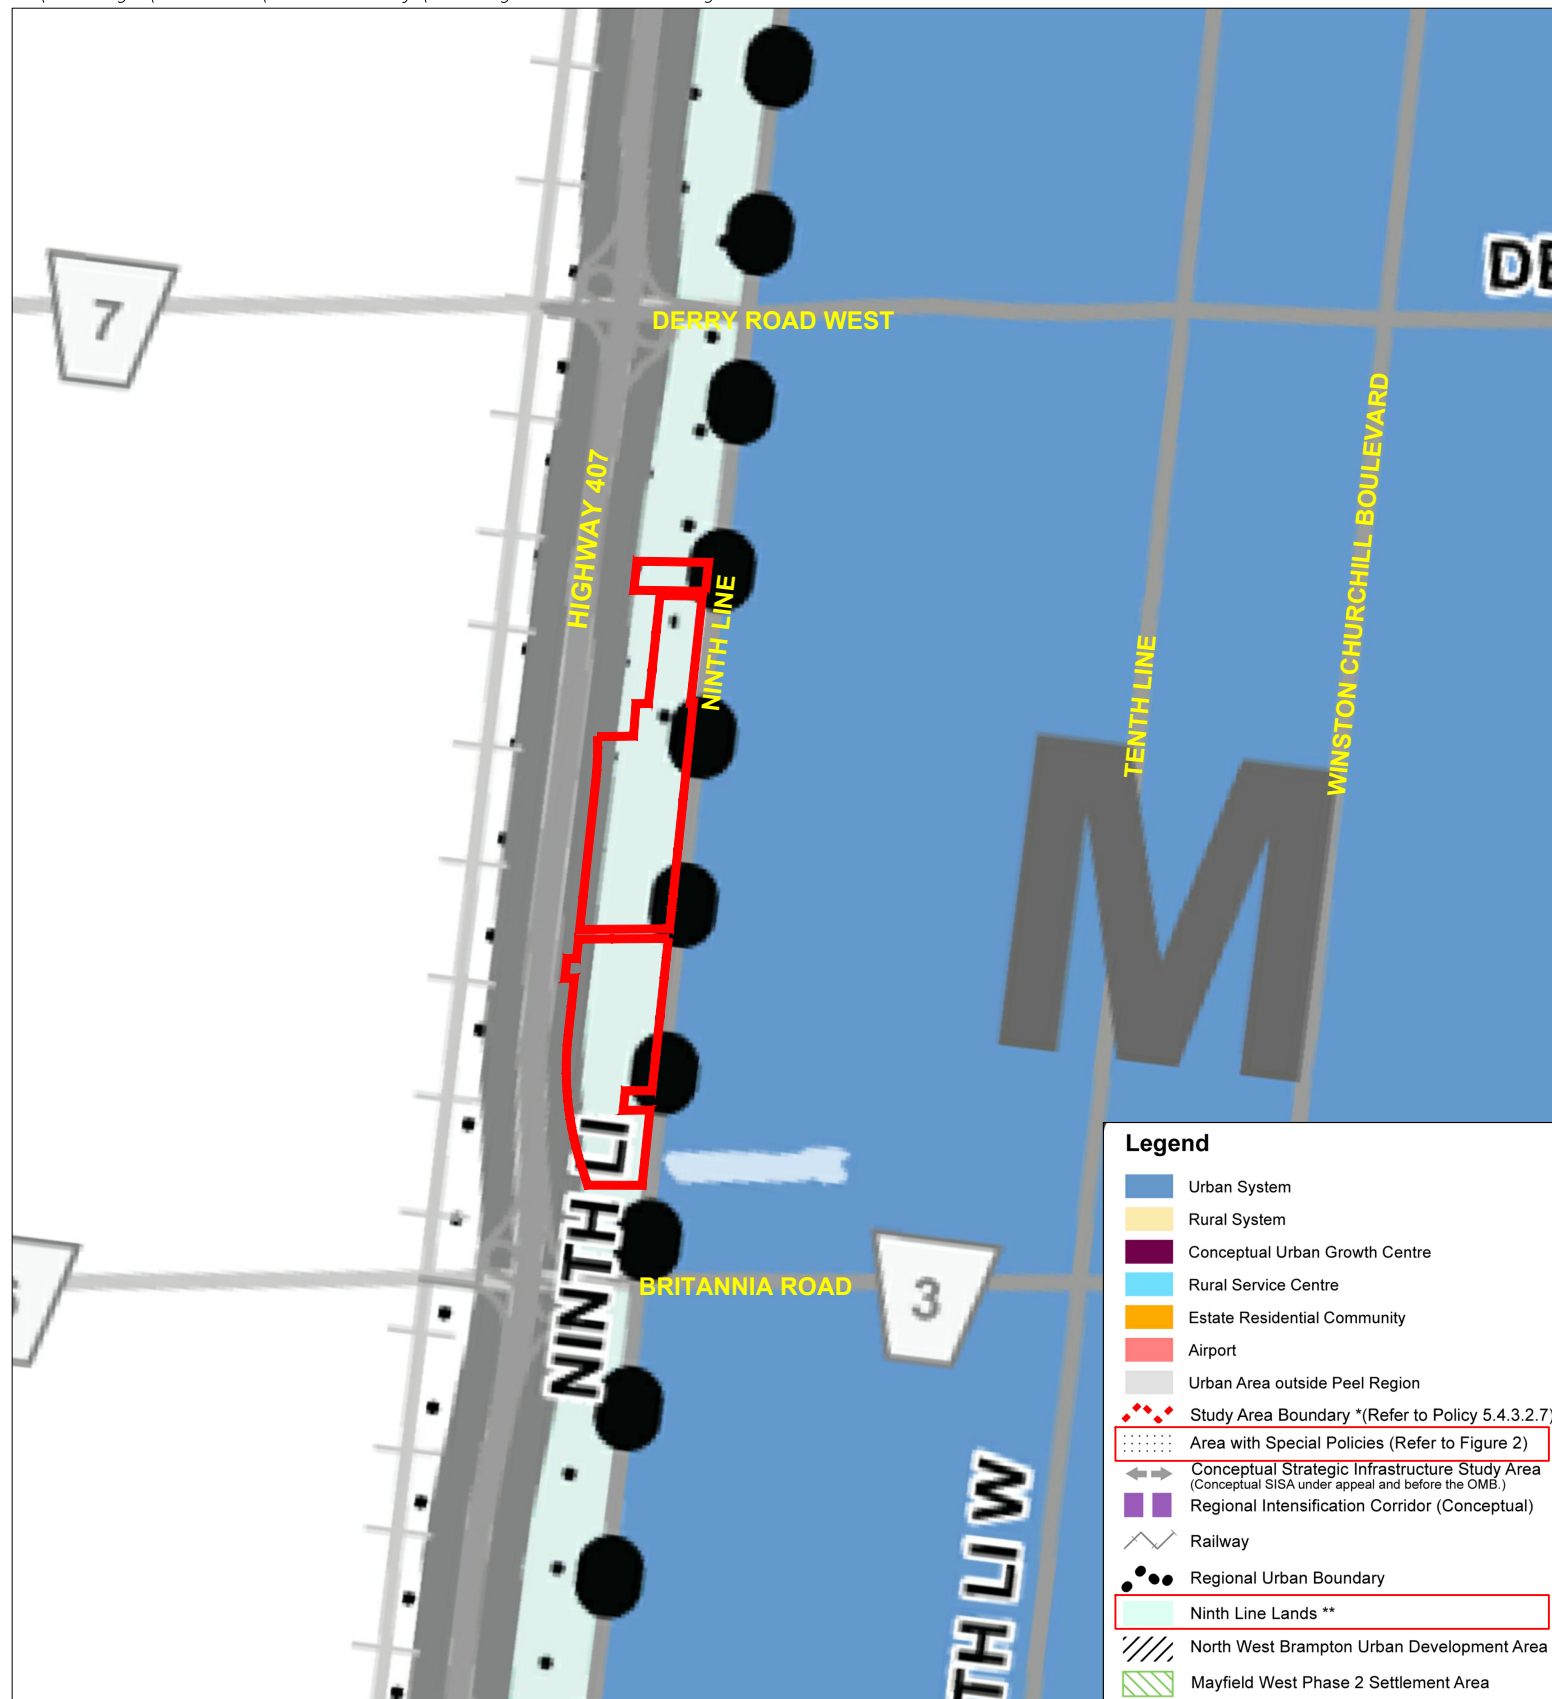 7
DERRY ROAD WEST
HIGHWAY 407
NINTH LINE
TENTH LINE
WINSTON CHURCHILL BOULEVARD
M
NINTH LI
BRITANNIA ROAD
3
TH LI W
Legend
Urban System
Rural System
Conceptual Urban Growth Centre
Rural Service Centre
Estate Residential Community
Airport
Urban Area outside Peel Region
Study Area Boundary *(Refer to Policy 5.4.3.2.7)
Area with Special Policies (Refer to Figure 2)
Conceptual Strategic Infrastructure Study Area
(Conceptual SISA under appeal and before the OMB.)
Regional Intensification Corridor (Conceptual)
Railway
Regional Urban Boundary
Ninth Line Lands **
North West Brampton Urban Development Area
Mayfield West Phase 2 Settlement Area